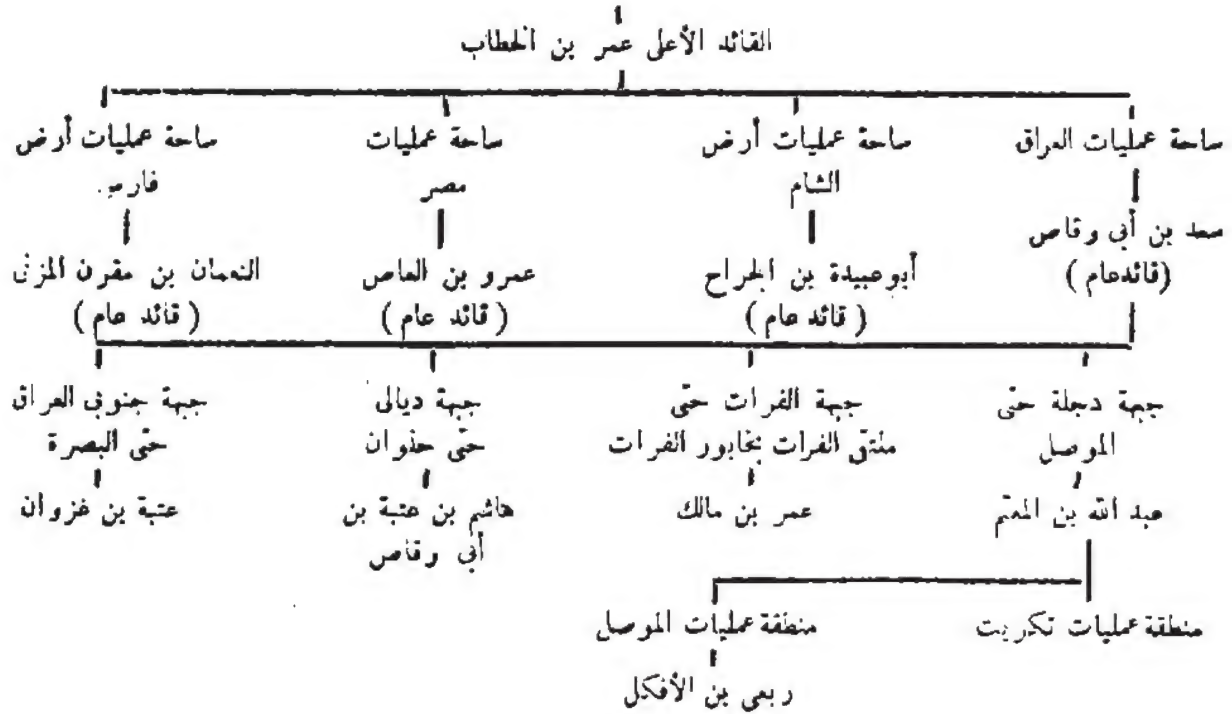 القائد الأعلى عمر بن الخطاب
ساحة عمليات العراق
سعد بن أبي وقاص
(قائد عام)
ساحة عمليات أرض
الشام
أبو عبيدة بن الجراح
(قائد عام)
ساحة عمليات
مصر
عمرو بن العاص
(قائد عام)
ساحة عمليات أرض
فارس
النعمان بن مقرن المزني
(قائد عام)
جبهة دجلة حتى
الموصل
عبد الله بن المعتم
جبهة الفرات حتى
ملتقى الفرات بخابور الفرات
عمر بن مالك
جبهة ديالى
حتى حلوان
هاشم بن عتبة بن
أبي وقاص
جبهة جنوبي العراق
حتى البصرة
عتبة بن غزوان
منطقة عمليات تكريت
منطقة عمليات الموصل
ربعي بن الأفكل